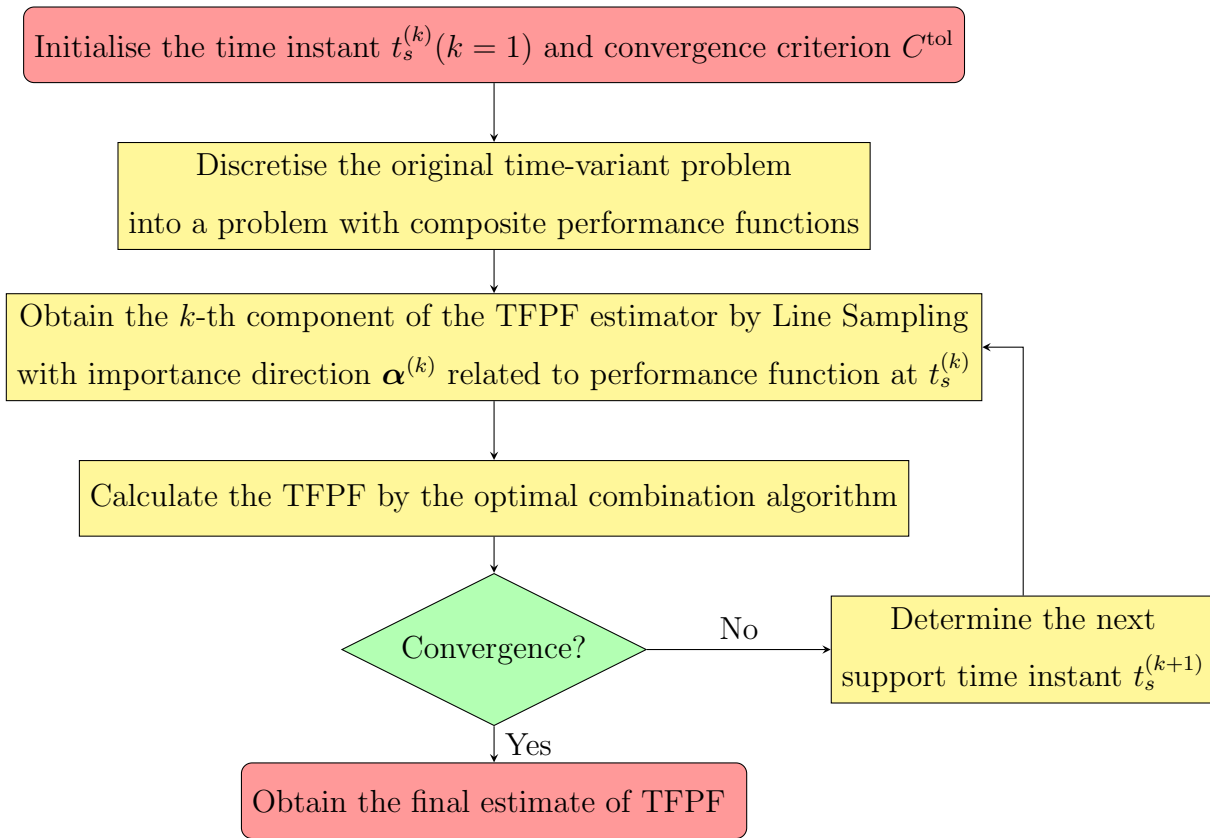 Initialise the time instant $t_s^{(k)}(k = 1)$ and convergence criterion $C^{\text{tol}}$
Discretise the original time-variant problem
into a problem with composite performance functions
Obtain the $k$-th component of the TFPF estimator by Line Sampling
with importance direction $\boldsymbol{\alpha}^{(k)}$ related to performance function at $t_s^{(k)}$
Calculate the TFPF by the optimal combination algorithm
Convergence?
No
Determine the next
support time instant $t_s^{(k+1)}$
Yes
Obtain the final estimate of TFPF